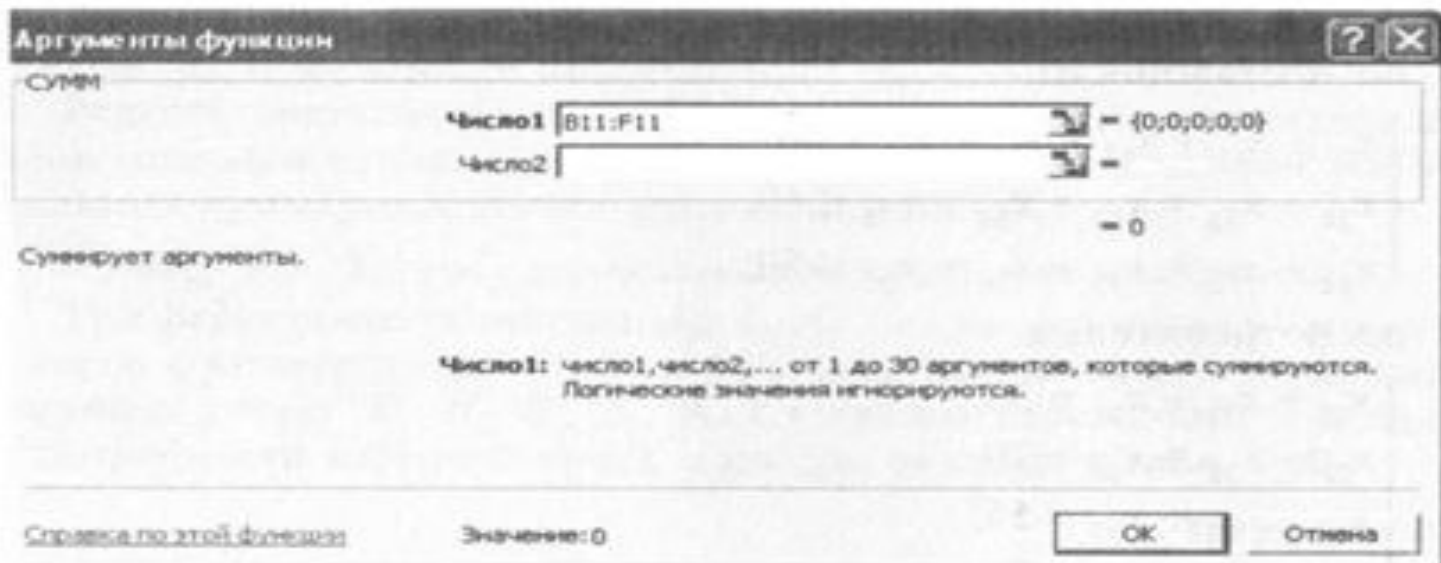 Аргументы функции
СУММ
Число1 B11:F11 = {0;0;0;0;0}
Число2 =
= 0
Суммирует аргументы.
Число1: число1,число2,... от 1 до 30 аргументов, которые суммируются.
Логические значения игнорируются.
Справка по этой функции Значение:0 ОК Отмена